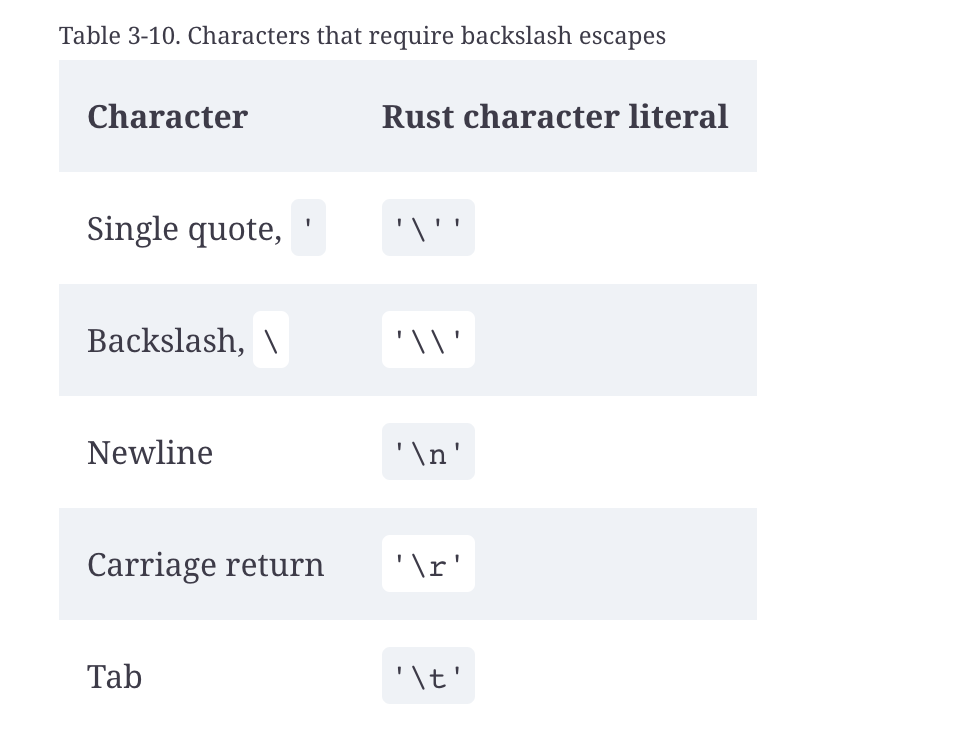 Table 3-10. Characters that require backslash escapes
Character Rust character literal
Single quote, ' '\''
Backslash, \ '\\'
Newline '\n'
Carriage return '\r'
Tab '\t'